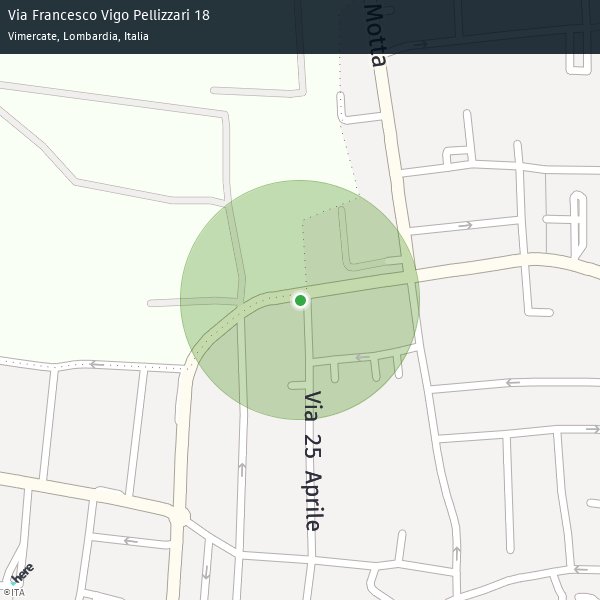 Via Francesco Vigo Pellizzari 18
Vimercate, Lombardia, Italia
Motta
Via 25 Aprile
here
©ITA